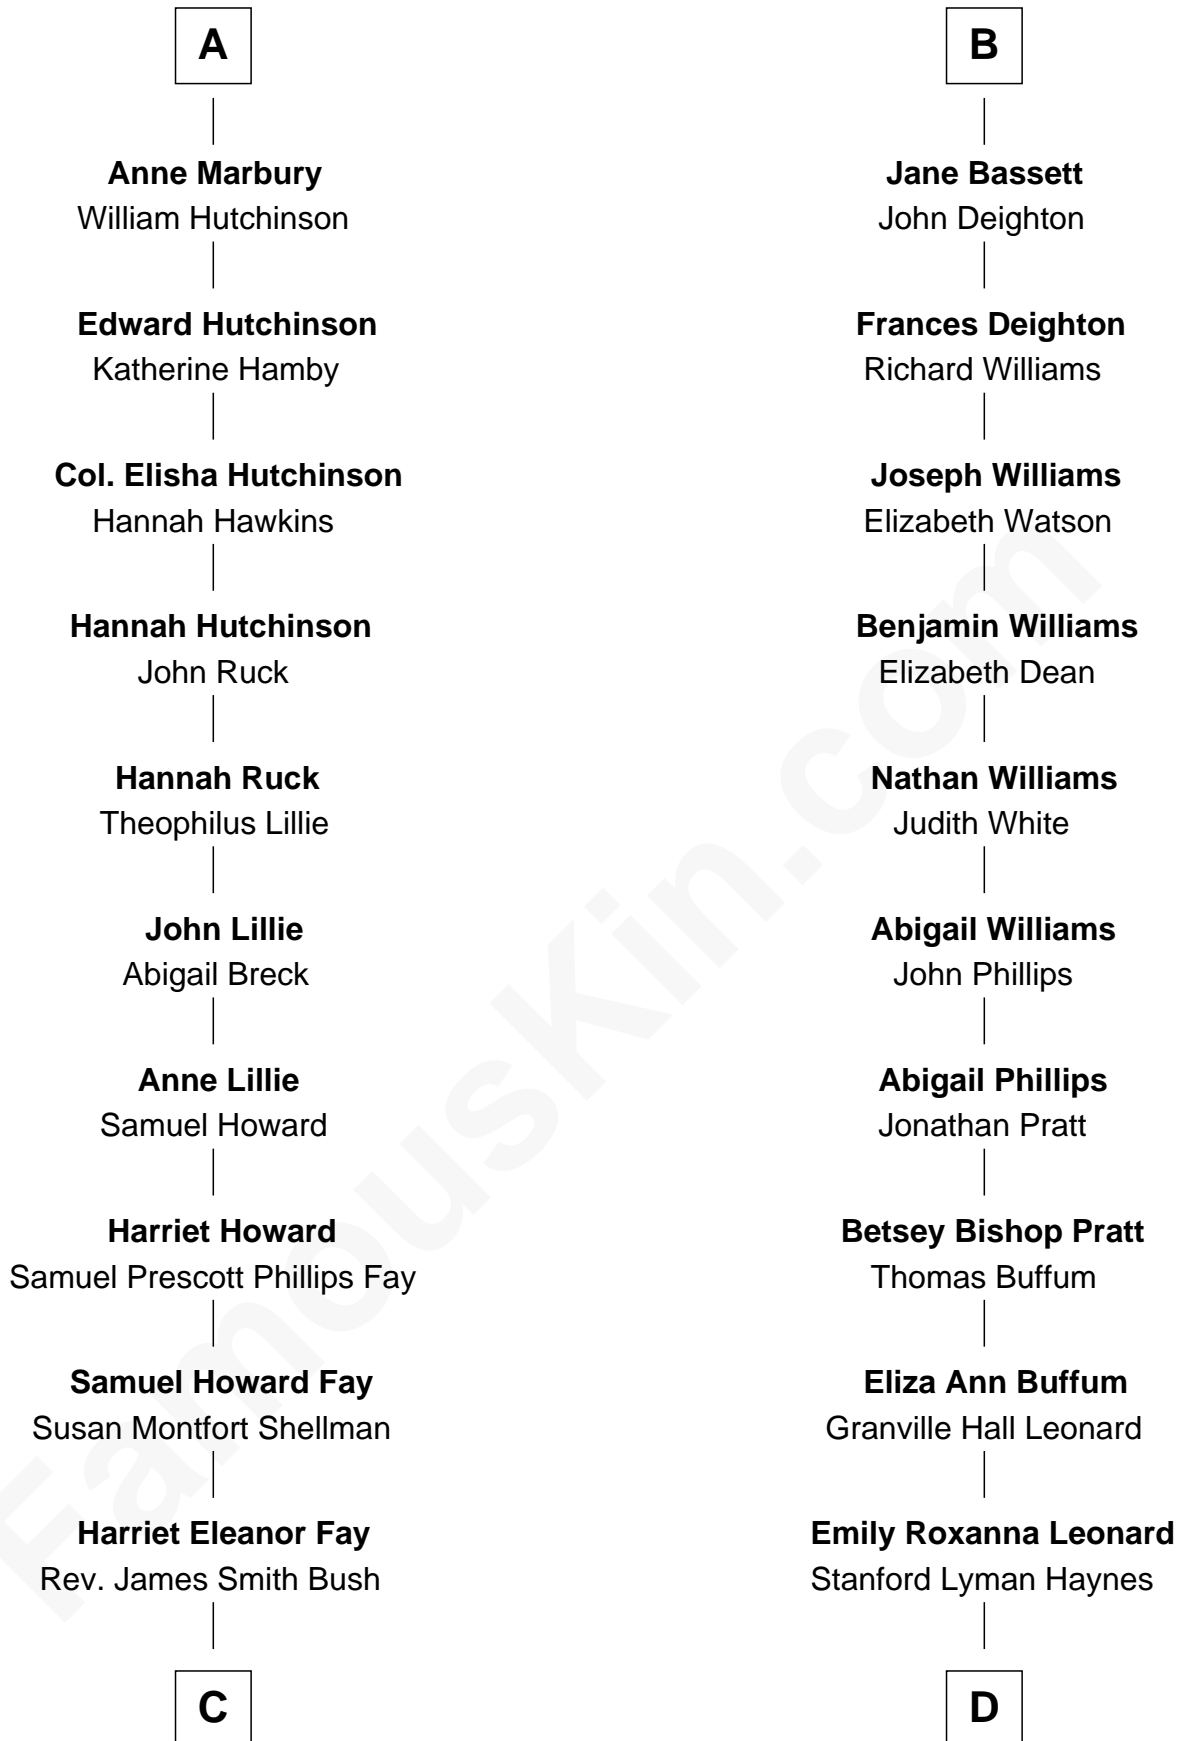 A
Anne Marbury
William Hutchinson
Edward Hutchinson
Katherine Hamby
Col. Elisha Hutchinson
Hannah Hawkins
Hannah Hutchinson
John Ruck
Hannah Ruck
Theophilus Lillie
John Lillie
Abigail Breck
Anne Lillie
Samuel Howard
Harriet Howard
Samuel Prescott Phillips Fay
Samuel Howard Fay
Susan Montfort Shellman
Harriet Eleanor Fay
Rev. James Smith Bush
C
B
Jane Bassett
John Deighton
Frances Deighton
Richard Williams
Joseph Williams
Elizabeth Watson
Benjamin Williams
Elizabeth Dean
Nathan Williams
Judith White
Abigail Williams
John Phillips
Abigail Phillips
Jonathan Pratt
Betsey Bishop Pratt
Thomas Buffum
Eliza Ann Buffum
Granville Hall Leonard
Emily Roxanna Leonard
Stanford Lyman Haynes
D
FamousKin.com